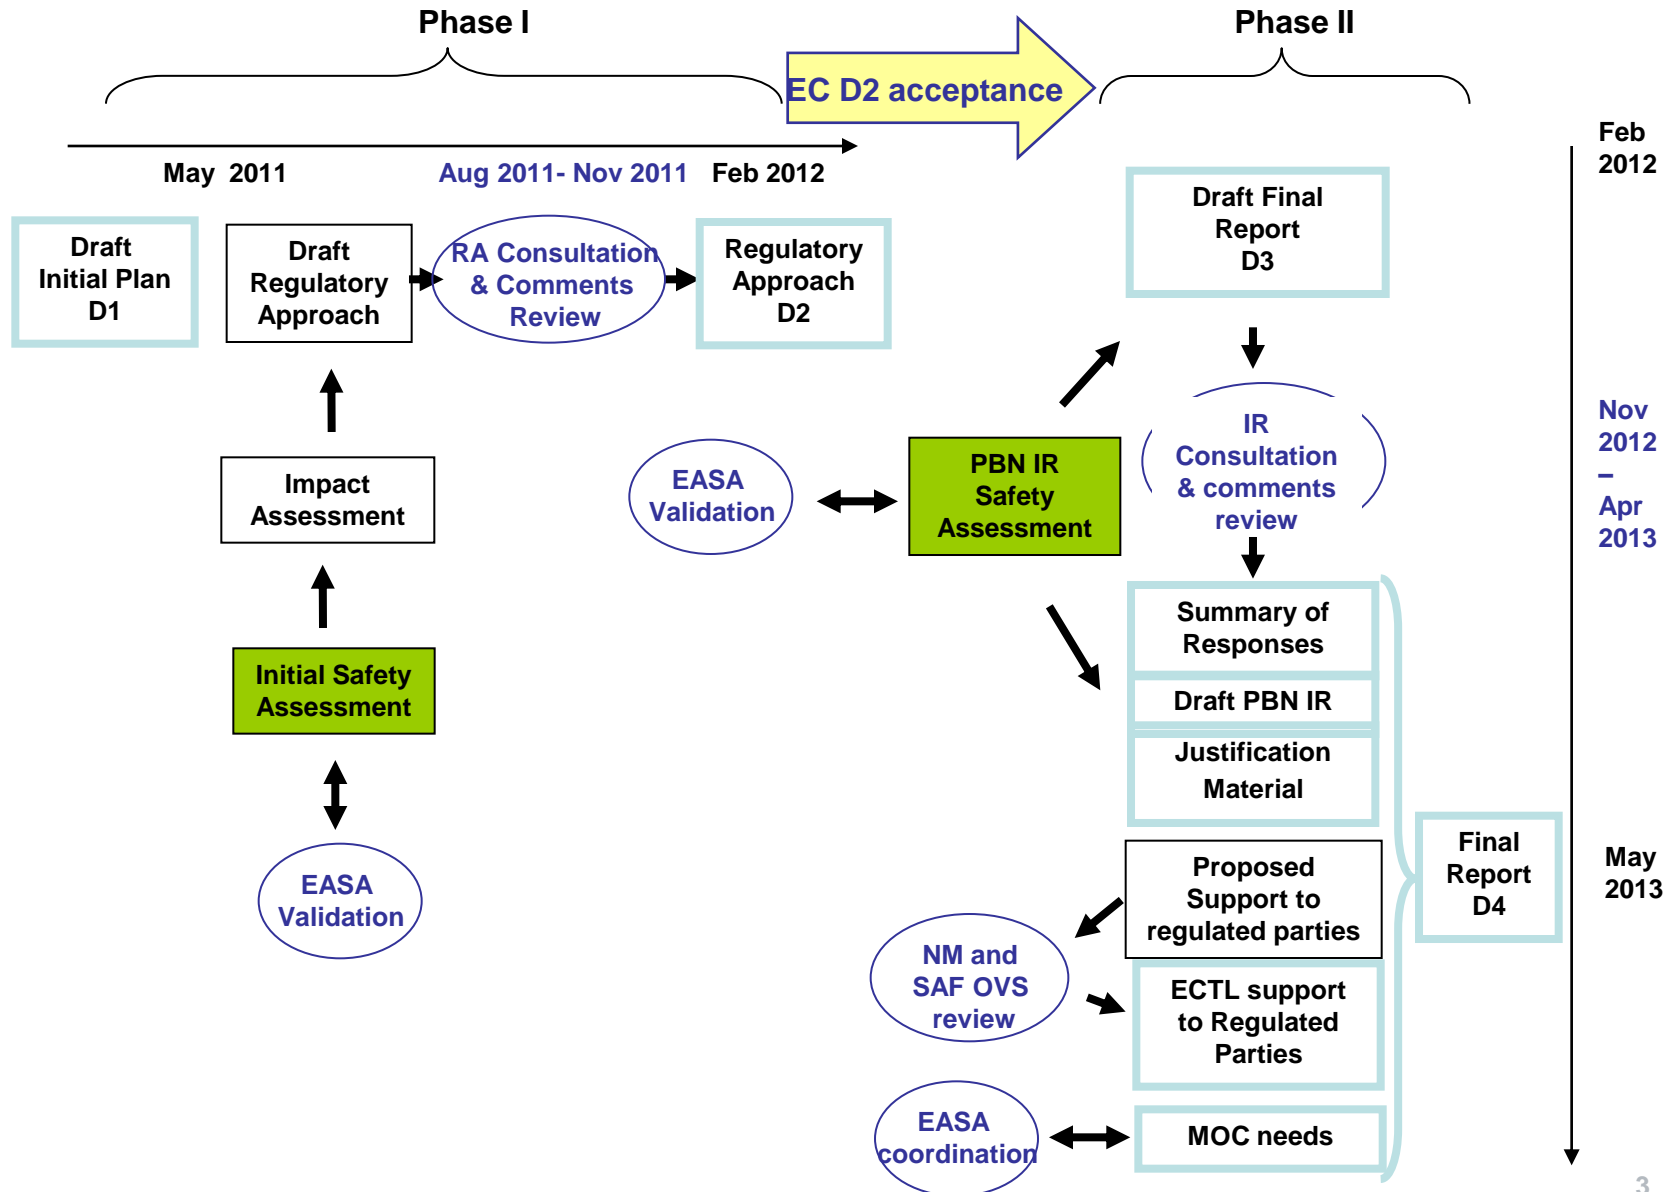 Phase I
Phase II
EC D2 acceptance
May 2011
Aug 2011- Nov 2011
Feb 2012
Draft
Initial Plan
D1
Draft
Regulatory
Approach
RA Consultation
& Comments
Review
Regulatory
Approach
D2
Impact
Assessment
Initial Safety
Assessment
EASA
Validation
EASA
Validation
PBN IR
Safety
Assessment
Draft Final
Report
D3
IR
Consultation
& comments
review
Summary of
Responses
Draft PBN IR
Justification
Material
Proposed
Support to
regulated parties
NM and
SAF OVS
review
ECTL support
to Regulated
Parties
EASA
coordination
MOC needs
Final
Report
D4
Feb
2012
Nov
2012
–
Apr
2013
May
2013
3